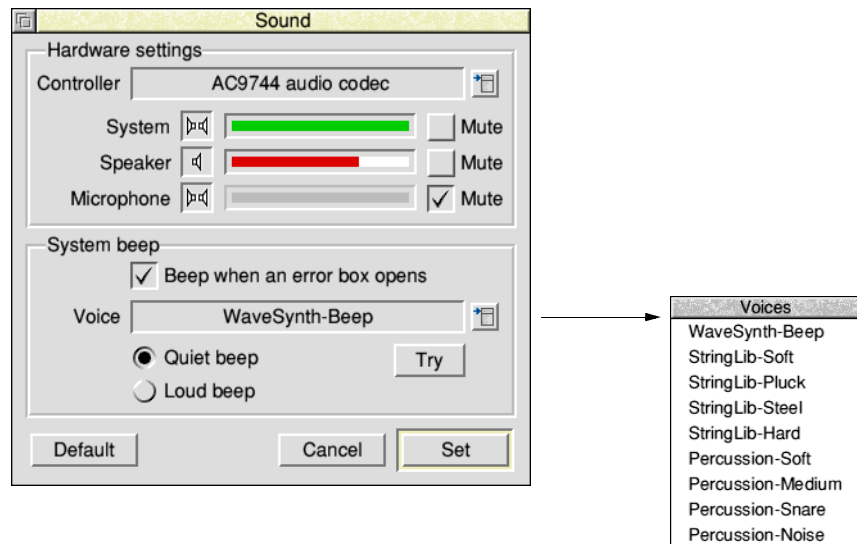 Sound
Hardware settings
Controller AC9744 audio codec
System Mute
Speaker Mute
Microphone Mute
System beep
Beep when an error box opens
Voice WaveSynth-Beep
Quiet beep Try
Loud beep
Default Cancel Set
Voices
WaveSynth-Beep
StringLib-Soft
StringLib-Pluck
StringLib-Steel
StringLib-Hard
Percussion-Soft
Percussion-Medium
Percussion-Snare
Percussion-Noise